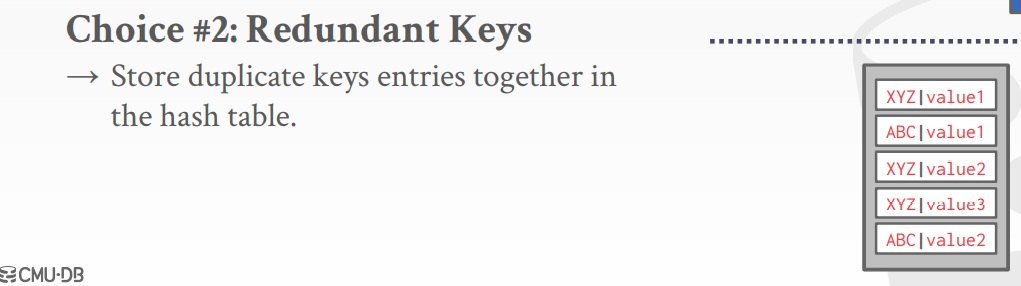 Choice #2: Redundant Keys
→ Store duplicate keys entries together in
the hash table.
XYZ|value1
ABC|value1
XYZ|value2
XYZ|value3
ABC|value2
CMU·DB